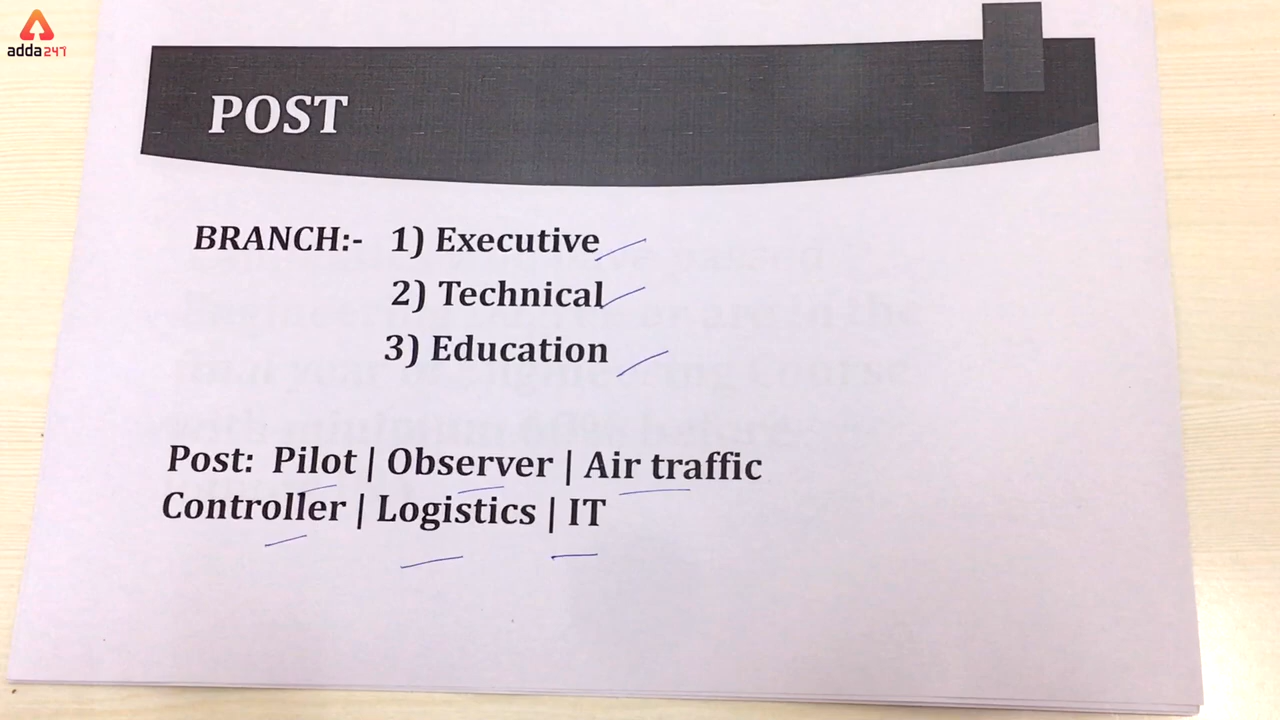 adda247
POST
BRANCH:- 1) Executive
2) Technical
3) Education
Post: Pilot | Observer | Air traffic
Controller | Logistics | IT